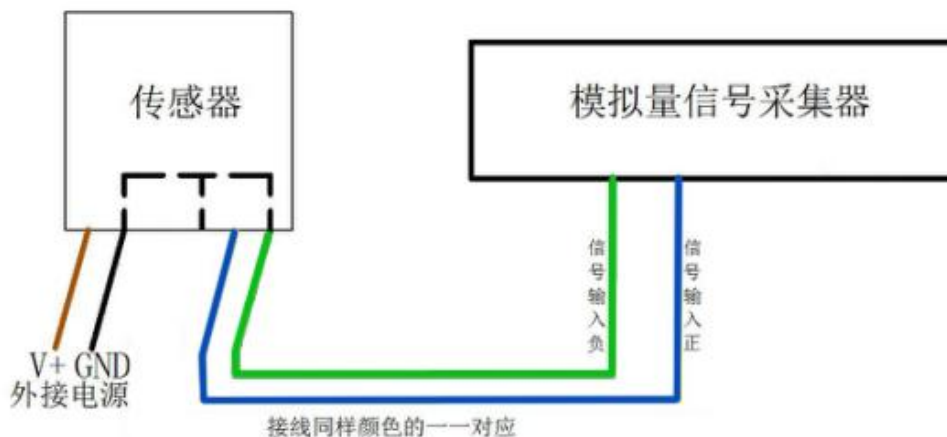 传感器
模拟量信号采集器
信号输入负
信号输入正
V+ GND
外接电源
接线同样颜色的一一对应